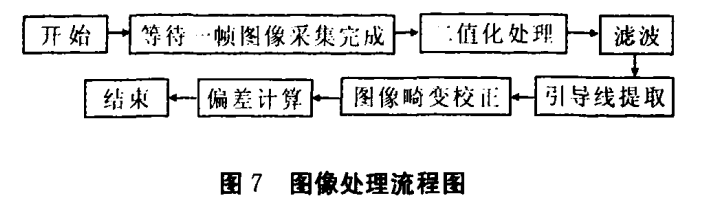 开始 等待一帧图像采集完成 二值化处理 滤波
结束 偏差计算 图像畸变校正 引导线提取
图7 图像处理流程图